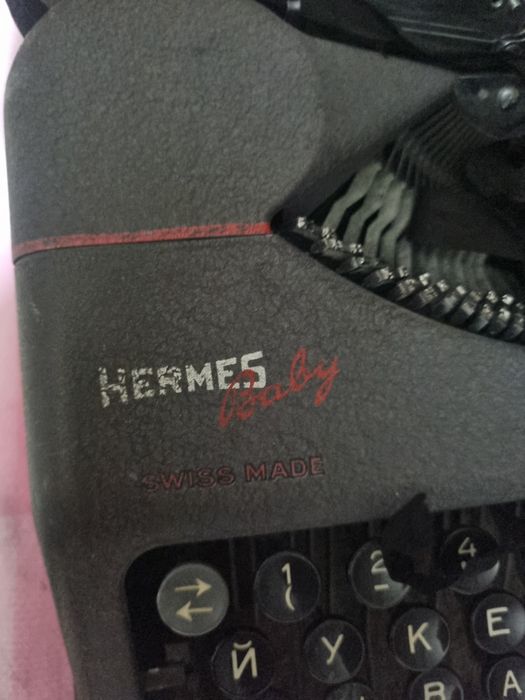 HERMES Baby
SWISS MADE
⇄ 1 ( 2 - 4
Й У К Е
В А